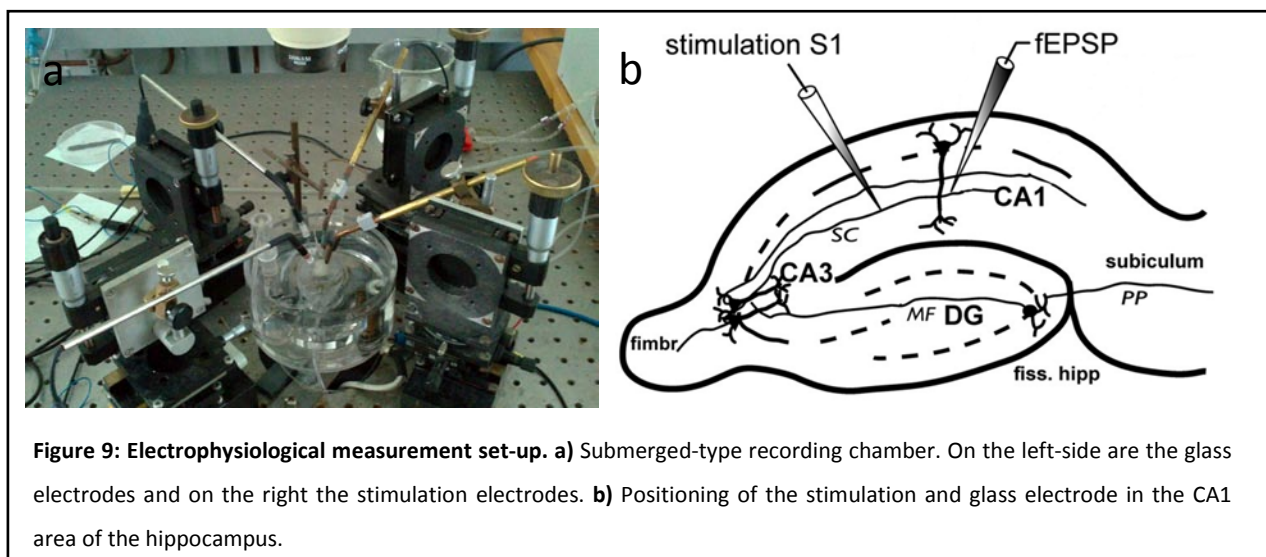 a
b
stimulation S1
fEPSP
CA1
SC
CA3
subiculum
PP
MF DG
fimbr
fiss. hipp
Figure 9: Electrophysiological measurement set-up. a) Submerged-type recording chamber. On the left-side are the glass
electrodes and on the right the stimulation electrodes. b) Positioning of the stimulation and glass electrode in the CA1
area of the hippocampus.